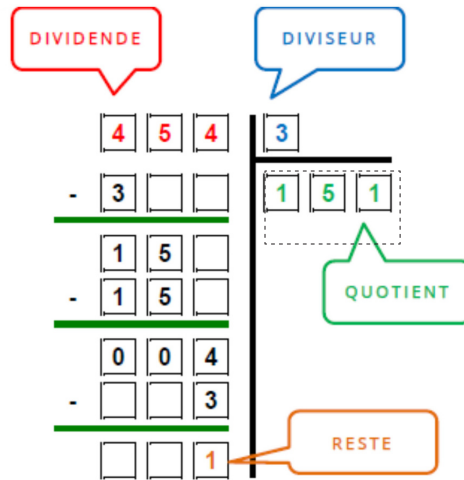 DIVIDENDE DIVISEUR
4 5 4 3
- 3 1 5 1
1 5
- 1 5
QUOTIENT
0 0 4
- 3
RESTE
1